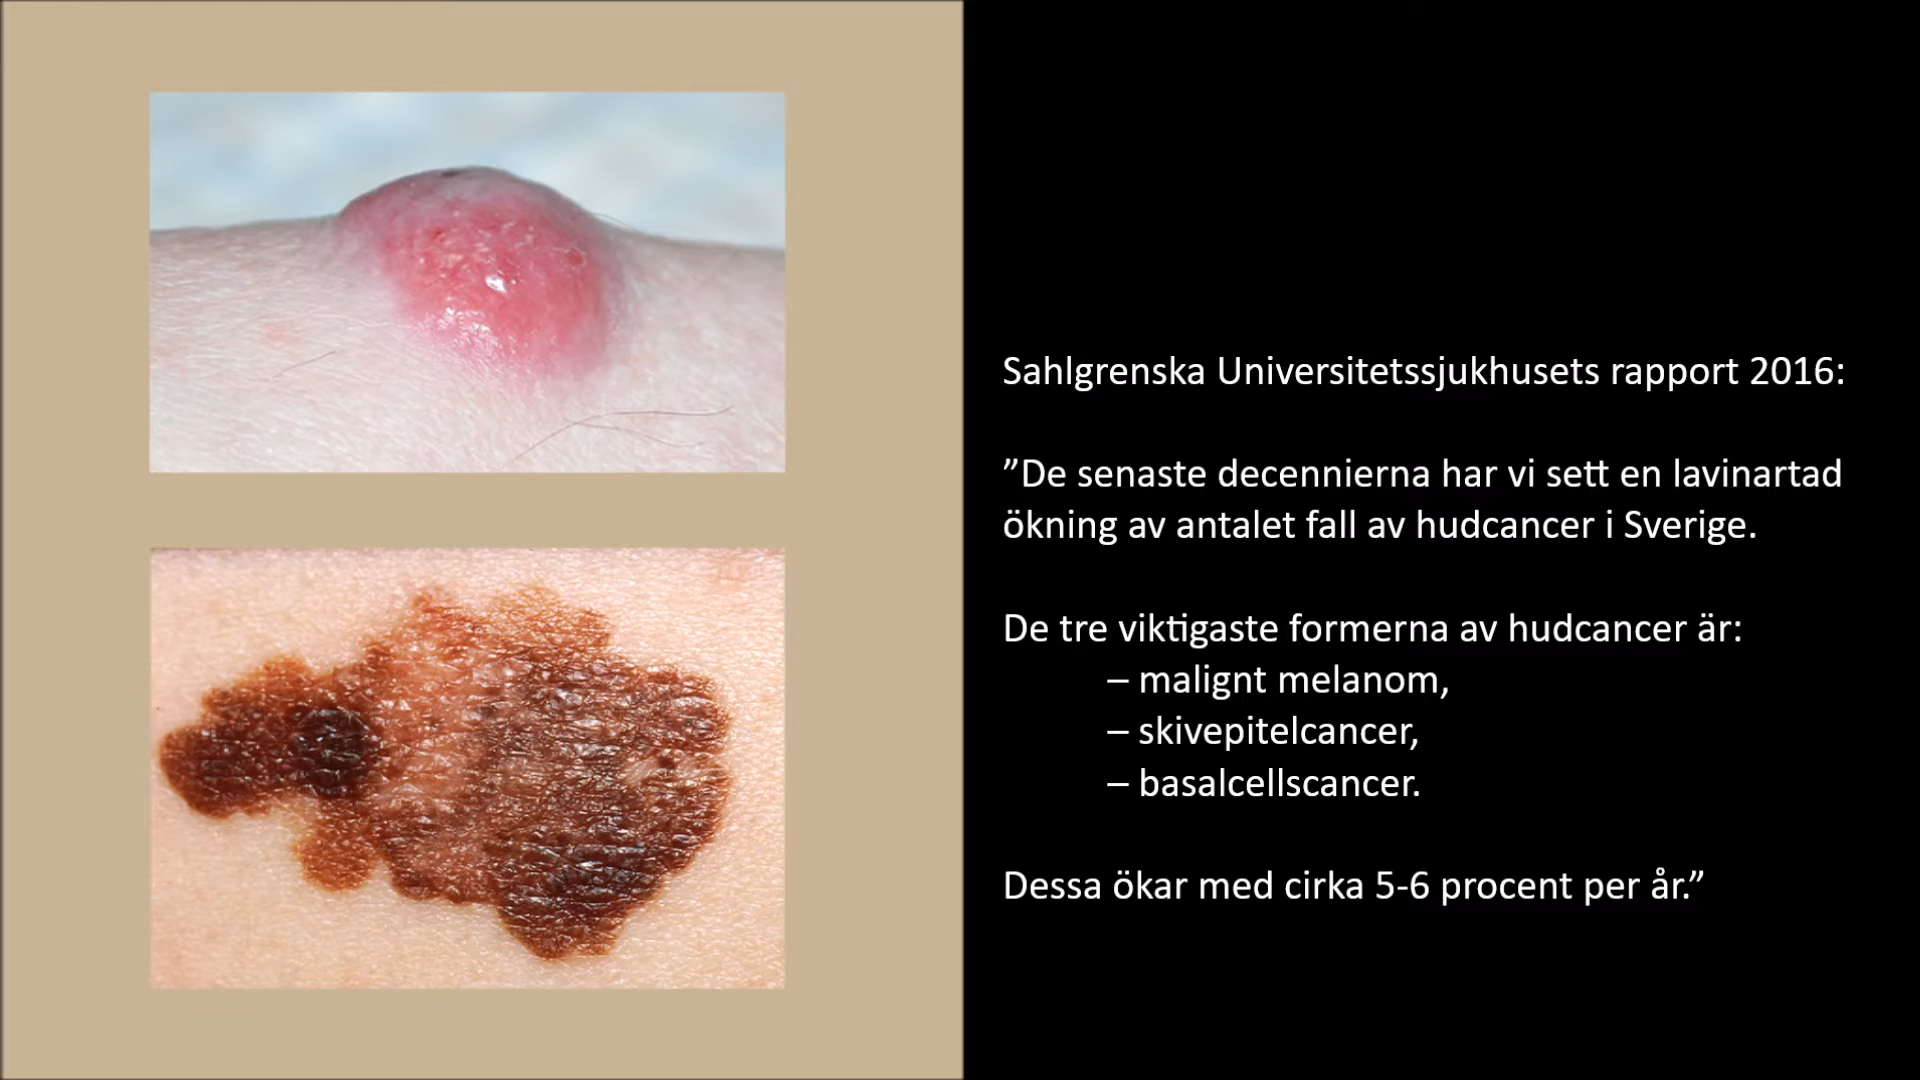 Sahlgrenska Universitetssjukhusets rapport 2016:
”De senaste decennierna har vi sett en lavinartad
ökning av antalet fall av hudcancer i Sverige.
De tre viktigaste formerna av hudcancer är:
– malignt melanom,
– skivepitelcancer,
– basalcellscancer.
Dessa ökar med cirka 5-6 procent per år.”